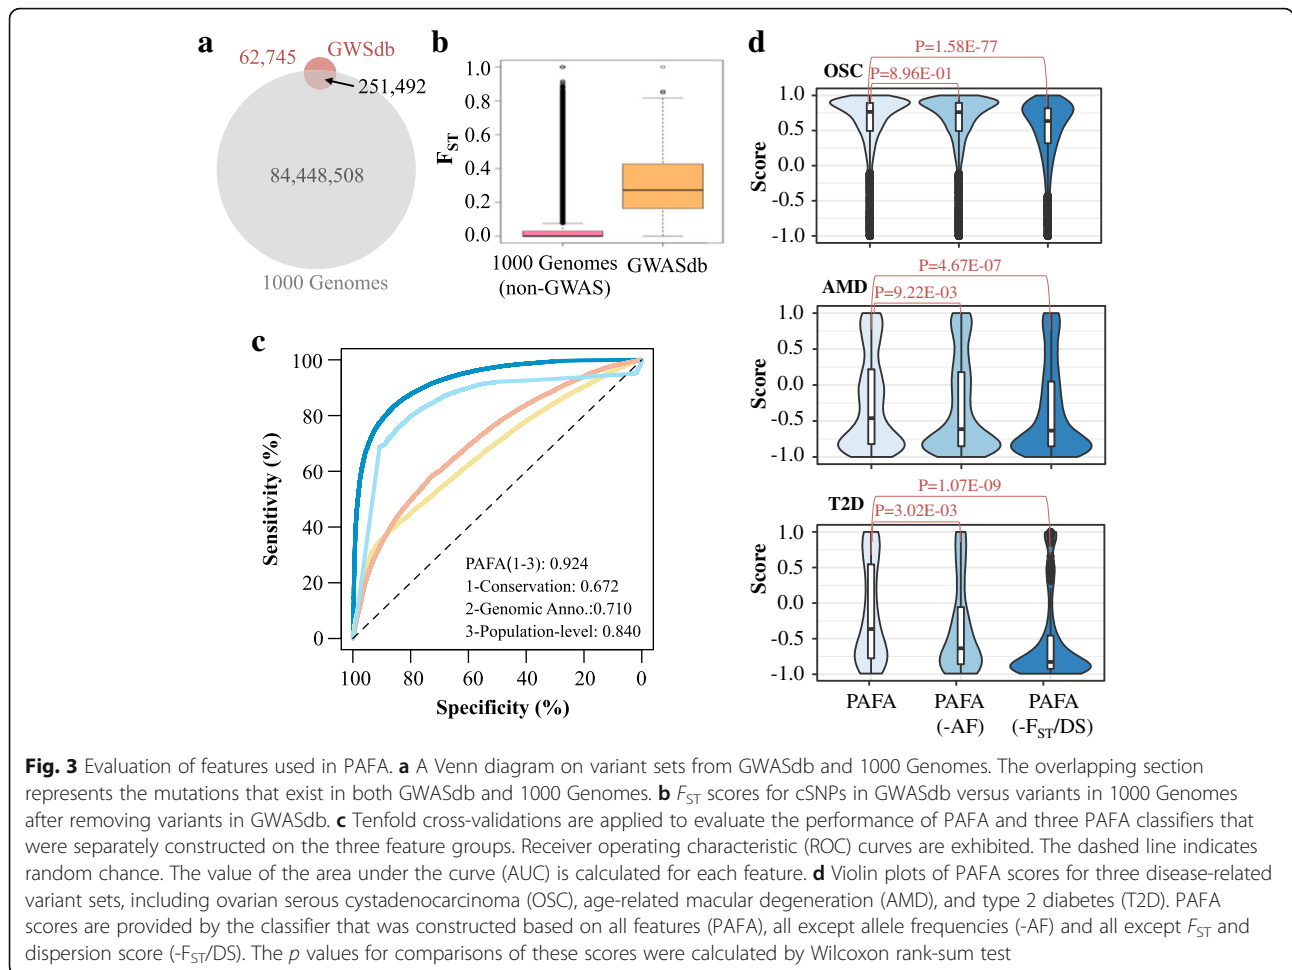 a
GWSdb
62,745
251,492
84,448,508
1000 Genomes
b
F_ST
1.0
0.8
0.6
0.4
0.2
0.0
1000 Genomes
(non-GWAS)
GWASdb
c
Sensitivity (%)
100
80
60
40
20
0
PAFA(1-3): 0.924
1-Conservation: 0.672
2-Genomic Anno.:0.710
3-Population-level: 0.840
100 80 60 40 20 0
Specificity (%)
d
P=1.58E-77
OSC
P=8.96E-01
Score
1.0
0.5
0.0
-0.5
-1.0
P=4.67E-07
AMD
P=9.22E-03
Score
1.0
0.5
0.0
-0.5
-1.0
P=1.07E-09
T2D
P=3.02E-03
Score
1.0
0.5
0.0
-0.5
-1.0
PAFA
PAFA
(-AF)
PAFA
(-F_ST/DS)
Fig. 3 Evaluation of features used in PAFA. a A Venn diagram on variant sets from GWASdb and 1000 Genomes. The overlapping section
represents the mutations that exist in both GWASdb and 1000 Genomes. b F_ST scores for cSNPs in GWASdb versus variants in 1000 Genomes
after removing variants in GWASdb. c Tenfold cross-validations are applied to evaluate the performance of PAFA and three PAFA classifiers that
were separately constructed on the three feature groups. Receiver operating characteristic (ROC) curves are exhibited. The dashed line indicates
random chance. The value of the area under the curve (AUC) is calculated for each feature. d Violin plots of PAFA scores for three disease-related
variant sets, including ovarian serous cystadenocarcinoma (OSC), age-related macular degeneration (AMD), and type 2 diabetes (T2D). PAFA
scores are provided by the classifier that was constructed based on all features (PAFA), all except allele frequencies (-AF) and all except F_ST and
dispersion score (-F_ST/DS). The p values for comparisons of these scores were calculated by Wilcoxon rank-sum test